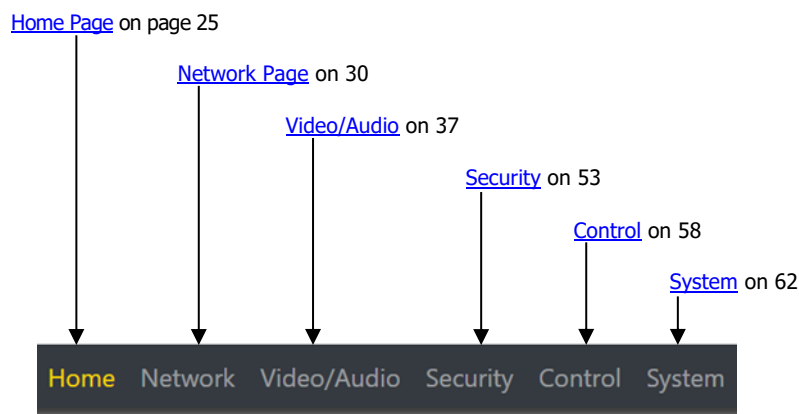 Home Page on page 25
Network Page on 30
Video/Audio on 37
Security on 53
Control on 58
System on 62
Home Network Video/Audio Security Control System